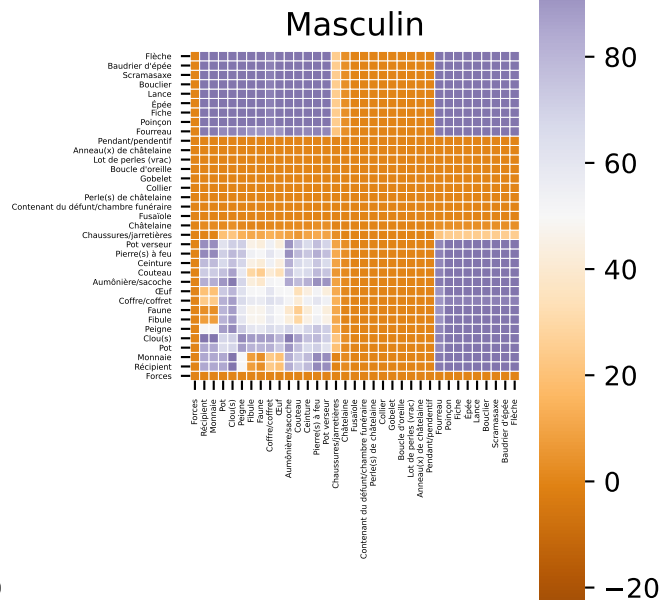 Masculin
Flèche
Baudrier d'épée
Scramasaxe
Bouclier
Lance
Épée
Fiche
Poinçon
Fourreau
Pendant/pendentif
Anneau(x) de châtelaine
Lot de perles (vrac)
Boucle d'oreille
Gobelet
Collier
Perle(s) de châtelaine
Contenant du défunt/chambre funéraire
Fusaïole
Châtelaine
Chaussures/jarretières
Pot verseur
Pierre(s) à feu
Ceinture
Couteau
Aumônière/sacoche
Œuf
Coffre/coffret
Faune
Fibule
Peigne
Clou(s)
Pot
Monnaie
Récipient
Forces
Forces
Récipient
Monnaie
Pot
Clou(s)
Peigne
Fibule
Faune
Coffre/coffret
Œuf
Aumônière/sacoche
Couteau
Ceinture
Pierre(s) à feu
Pot verseur
Chaussures/jarretières
Châtelaine
Fusaïole
Contenant du défunt/chambre funéraire
Perle(s) de châtelaine
Collier
Gobelet
Boucle d'oreille
Lot de perles (vrac)
Anneau(x) de châtelaine
Pendant/pendentif
Fourreau
Poinçon
Fiche
Épée
Lance
Bouclier
Scramasaxe
Baudrier d'épée
Flèche
80
60
40
20
0
−20